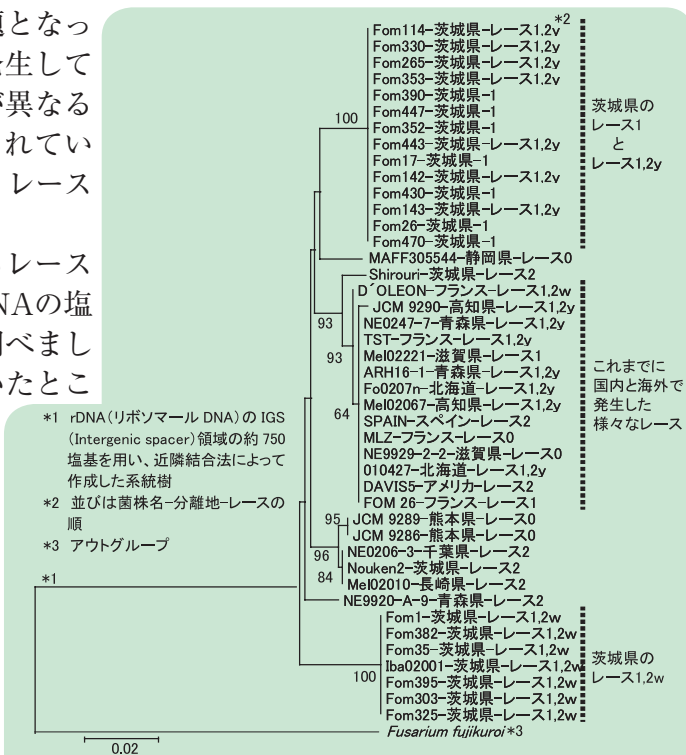 題となっ
生して
が異なる
れてい
レース
レース
NAの塩
べまし
いたとこ
Fom114-茨城県-レース1,2y*2
Fom330-茨城県-レース1,2y
Fom265-茨城県-レース1,2y
Fom353-茨城県-レース1,2y
Fom390-茨城県-1
Fom447-茨城県-1
Fom352-茨城県-1
Fom443-茨城県-レース1,2y
Fom17-茨城県-1
Fom142-茨城県-レース1,2y
Fom430-茨城県-1
Fom143-茨城県-レース1,2y
Fom26-茨城県-1
Fom470-茨城県-1
100
茨城県の
レース1
と
レース1,2y
MAFF305544-静岡県-レース0
Shirouri-茨城県-レース2
D´OLEON-フランス-レース1,2w
JCM 9290-高知県-レース1,2y
NE0247-7-青森県-レース1,2y
TST-フランス-レース1,2y
Mel02221-滋賀県-レース1
ARH16-1-青森県-レース1,2y
Fo0207n-北海道-レース1,2y
Mel02067-高知県-レース1,2y
SPAIN-スペイン-レース2
MLZ-フランス-レース0
NE9929-2-2-滋賀県-レース0
010427-北海道-レース1,2y
DAVIS5-アメリカ-レース2
FOM 26-フランス-レース1
93
93
64
これまでに
国内と海外で
発生した
様々なレース
JCM 9289-熊本県-レース0
JCM 9286-熊本県-レース0
NE0206-3-千葉県-レース2
Nouken2-茨城県-レース2
Mel02010-長崎県-レース2
NE9920-A-9-青森県-レース2
95
96
84
Fom1-茨城県-レース1,2w
Fom382-茨城県-レース1,2w
Fom35-茨城県-レース1,2w
Iba02001-茨城県-レース1,2w
Fom395-茨城県-レース1,2w
Fom303-茨城県-レース1,2w
Fom325-茨城県-レース1,2w
100
茨城県の
レース1,2w
Fusarium fujikuroi*3
*1 rDNA(リボソマール DNA)の IGS
(Intergenic spacer)領域の約 750
塩基を用い、近隣結合法によって
作成した系統樹
*2 並びは菌株名-分離地-レースの
順
*3 アウトグループ
*1
0.02